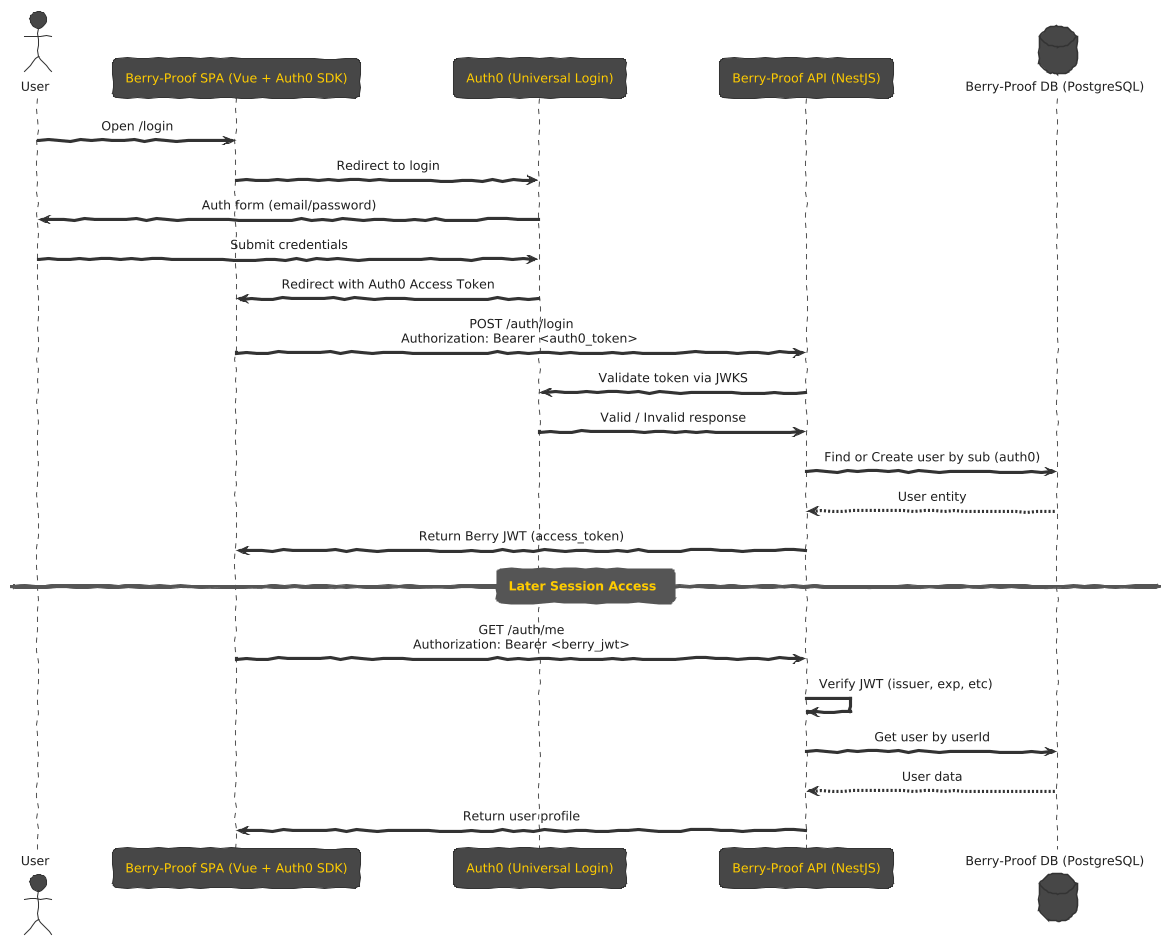 User
Berry-Proof SPA (Vue + Auth0 SDK)
Auth0 (Universal Login)
Berry-Proof API (NestJS)
Berry-Proof DB (PostgreSQL)
Open /login
Redirect to login
Auth form (email/password)
Submit credentials
Redirect with Auth0 Access Token
POST /auth/login
Authorization: Bearer <auth0_token>
Validate token via JWKS
Valid / Invalid response
Find or Create user by sub (auth0)
User entity
Return Berry JWT (access_token)
Later Session Access
GET /auth/me
Authorization: Bearer <berry_jwt>
Verify JWT (issuer, exp, etc)
Get user by userId
User data
Return user profile
User
Berry-Proof SPA (Vue + Auth0 SDK)
Auth0 (Universal Login)
Berry-Proof API (NestJS)
Berry-Proof DB (PostgreSQL)